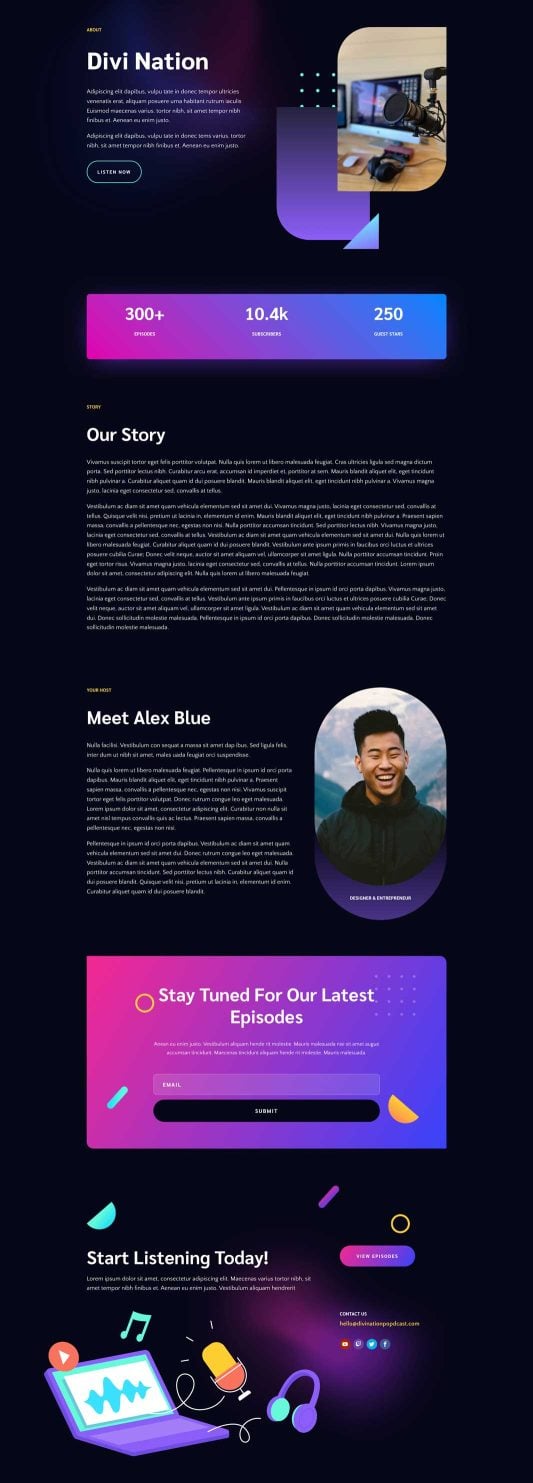 ABOUT
Divi Nation
Adipiscing elit dapibus, vulpu tate in donec tempor ultricies
venenatis erat, aliquam posuere urna habitant rutrum iaculis
Euismod maecenas varius, tortor nibh, sit amet tempor nibh
finibus et. Aenean eu enim justo.
Adipiscing elit dapibus, vulpu tate in donec tems varius, tortor
nibh, sit amet tempor nibh finibus et. Aenean eu enim justo.
LISTEN NOW
300+
10.4k
250
EPISODES
SUBSCRIBERS
GUEST STARS
STORY
Our Story
Vivamus suscipit tortor eget felis porttitor volutpat. Nulla quis lorem ut libero malesuada feugiat. Cras ultricies ligula sed magna dictum
porta. Sed porttitor lectus nibh. Curabitur arcu erat, accumsan id imperdiet et, porttitor at sem. Mauris blandit aliquet elit, eget tincidunt
nibh pulvinar a. Curabitur aliquet quam id dui posuere blandit. Mauris blandit aliquet elit, eget tincidunt nibh pulvinar a. Vivamus magna
justo, lacinia eget consectetur sed, convallis at tellus.
Vestibulum ac diam sit amet quam vehicula elementum sed sit amet dui. Vivamus magna justo, lacinia eget consectetur sed, convallis at
tellus. Quisque velit nisi, pretium ut lacinia in, elementum id enim. Mauris blandit aliquet elit, eget tincidunt nibh pulvinar a. Praesent sapien
massa, convallis a pellentesque nec, egestas non nisi. Nulla porttitor accumsan tincidunt. Sed porttitor lectus nibh. Vivamus magna justo,
lacinia eget consectetur sed, convallis at tellus. Vestibulum ac diam sit amet quam vehicula elementum sed sit amet dui. Nulla quis lorem ut
libero malesuada feugiat. Curabitur aliquet quam id dui posuere blandit. Vestibulum ante ipsum primis in faucibus orci luctus et ultrices
posuere cubilia Curae; Donec velit neque, auctor sit amet aliquam vel, ullamcorper sit amet ligula. Nulla porttitor accumsan tincidunt. Proin
eget tortor risus. Vivamus magna justo, lacinia eget consectetur sed, convallis at tellus. Nulla porttitor accumsan tincidunt. Lorem ipsum
dolor sit amet, consectetur adipiscing elit. Nulla quis lorem ut libero malesuada feugiat.
Vestibulum ac diam sit amet quam vehicula elementum sed sit amet dui. Pellentesque in ipsum id orci porta dapibus. Vivamus magna justo,
lacinia eget consectetur sed, convallis at tellus. Vestibulum ante ipsum primis in faucibus orci luctus et ultrices posuere cubilia Curae; Donec
velit neque, auctor sit amet aliquam vel, ullamcorper sit amet ligula. Vestibulum ac diam sit amet quam vehicula elementum sed sit amet
dui. Donec sollicitudin molestie malesuada. Pellentesque in ipsum id orci porta dapibus. Donec sollicitudin molestie malesuada. Donec
sollicitudin molestie malesuada.
YOUR HOST
Meet Alex Blue
Nulla facilisi. Vestibulum con sequat a massa sit amet dap ibus. Sed ligula felis,
inter dum ut nibh sit amet, males uada feugiat orci suspendisse.
Nulla quis lorem ut libero malesuada feugiat. Pellentesque in ipsum id orci porta
dapibus. Mauris blandit aliquet elit, eget tincidunt nibh pulvinar a. Praesent
sapien massa, convallis a pellentesque nec, egestas non nisi. Vivamus suscipit
tortor eget felis porttitor volutpat. Donec rutrum congue leo eget malesuada.
Lorem ipsum dolor sit amet, consectetur adipiscing elit. Curabitur non nulla sit
amet nisl tempus convallis quis ac lectus. Praesent sapien massa, convallis a
pellentesque nec, egestas non nisi.
Pellentesque in ipsum id orci porta dapibus. Vestibulum ac diam sit amet quam
vehicula elementum sed sit amet dui. Donec rutrum congue leo eget malesuada.
Vestibulum ac diam sit amet quam vehicula elementum sed sit amet dui. Nulla
porttitor accumsan tincidunt. Sed porttitor lectus nibh. Curabitur aliquet quam id
dui posuere blandit. Quisque velit nisi, pretium ut lacinia in, elementum id enim.
Curabitur aliquet quam id dui posuere blandit.
DESIGNER & ENTREPRENEUR
Stay Tuned For Our Latest
Episodes
Aenean eu enim justo. Vestibulum aliquam hende rit molestie. Mauris malesuada nisi sit amet augue
accumsan tincidunt. Maecenas tincidunt aliquam hende rit molestie. Mauris malesuada
EMAIL
SUBMIT
Start Listening Today!
Lorem ipsum dolor sit amet, consectetur adipiscing elit. Maecenas varius tortor nibh, sit
amet tempor nibh finibus et. Aenean eu enim justo. Vestibulum aliquam hendrerit
VIEW EPISODES
CONTACT US
hello@divinationpopdcast.com